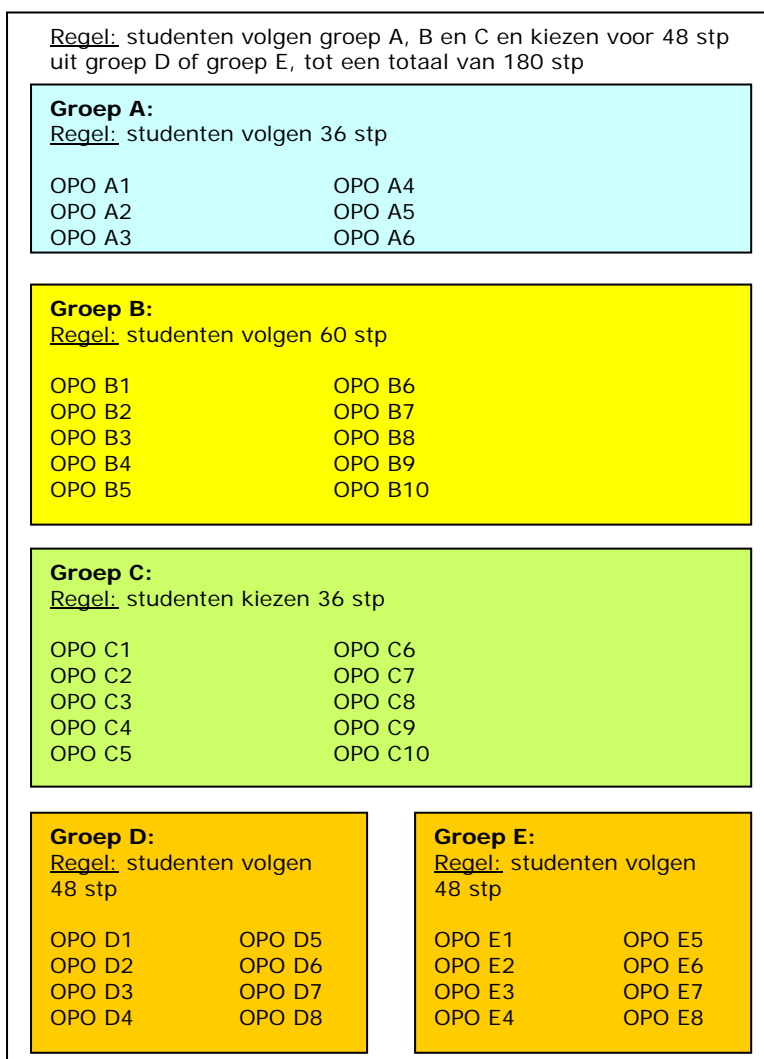 Regel: studenten volgen groep A, B en C en kiezen voor 48 stp
uit groep D of groep E, tot een totaal van 180 stp
Groep A:
Regel: studenten volgen 36 stp
OPO A1 OPO A4
OPO A2 OPO A5
OPO A3 OPO A6
Groep B:
Regel: studenten volgen 60 stp
OPO B1 OPO B6
OPO B2 OPO B7
OPO B3 OPO B8
OPO B4 OPO B9
OPO B5 OPO B10
Groep C:
Regel: studenten kiezen 36 stp
OPO C1 OPO C6
OPO C2 OPO C7
OPO C3 OPO C8
OPO C4 OPO C9
OPO C5 OPO C10
Groep D:
Regel: studenten volgen
48 stp
OPO D1 OPO D5
OPO D2 OPO D6
OPO D3 OPO D7
OPO D4 OPO D8
Groep E:
Regel: studenten volgen
48 stp
OPO E1 OPO E5
OPO E2 OPO E6
OPO E3 OPO E7
OPO E4 OPO E8